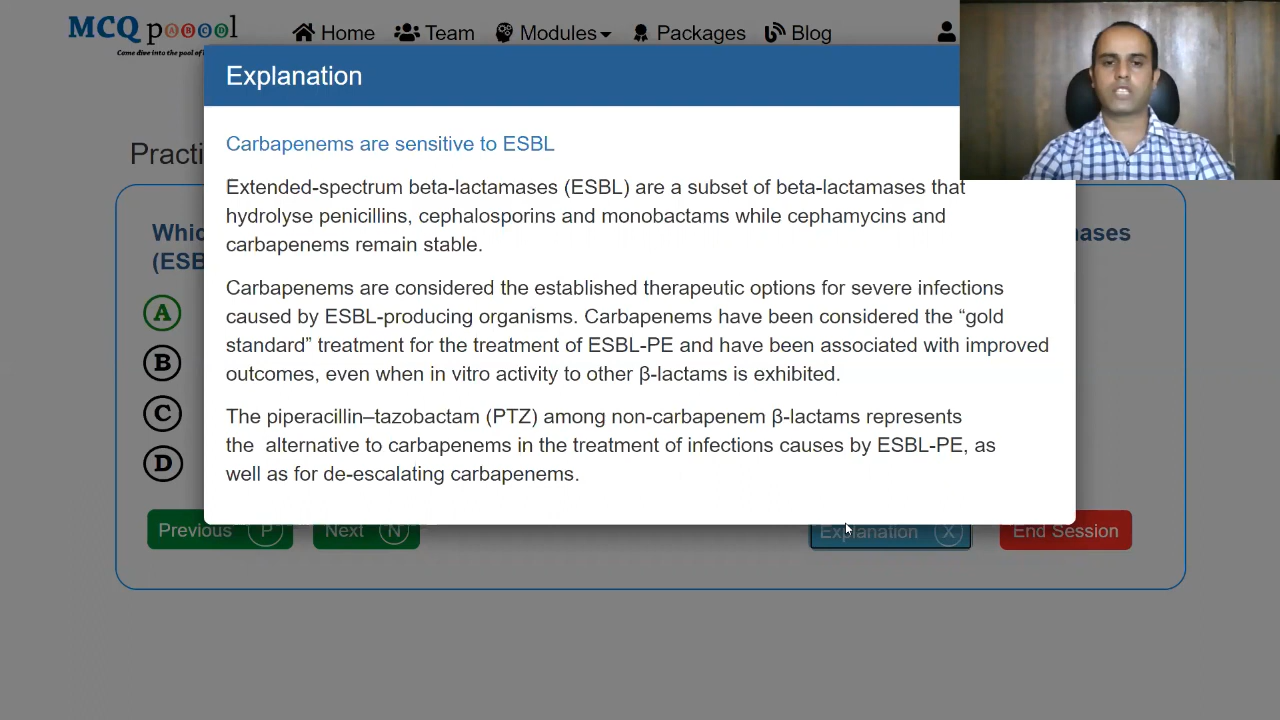 MCQ poood
Came dive into the pool of
Home
Team
Modules
Packages
Blog
Explanation
Practi
Carbapenems are sensitive to ESBL
Extended-spectrum beta-lactamases (ESBL) are a subset of beta-lactamases that
hydrolyse penicillins, cephalosporins and monobactams while cephamycins and
carbapenems remain stable.
Whic
ases
(ESB
Carbapenems are considered the established therapeutic options for severe infections
caused by ESBL-producing organisms. Carbapenems have been considered the “gold
standard” treatment for the treatment of ESBL-PE and have been associated with improved
outcomes, even when in vitro activity to other β-lactams is exhibited.
The piperacillin–tazobactam (PTZ) among non-carbapenem β-lactams represents
the alternative to carbapenems in the treatment of infections causes by ESBL-PE, as
well as for de-escalating carbapenems.
A
B
C
D
Previous P
Next N
Explanation X
End Session